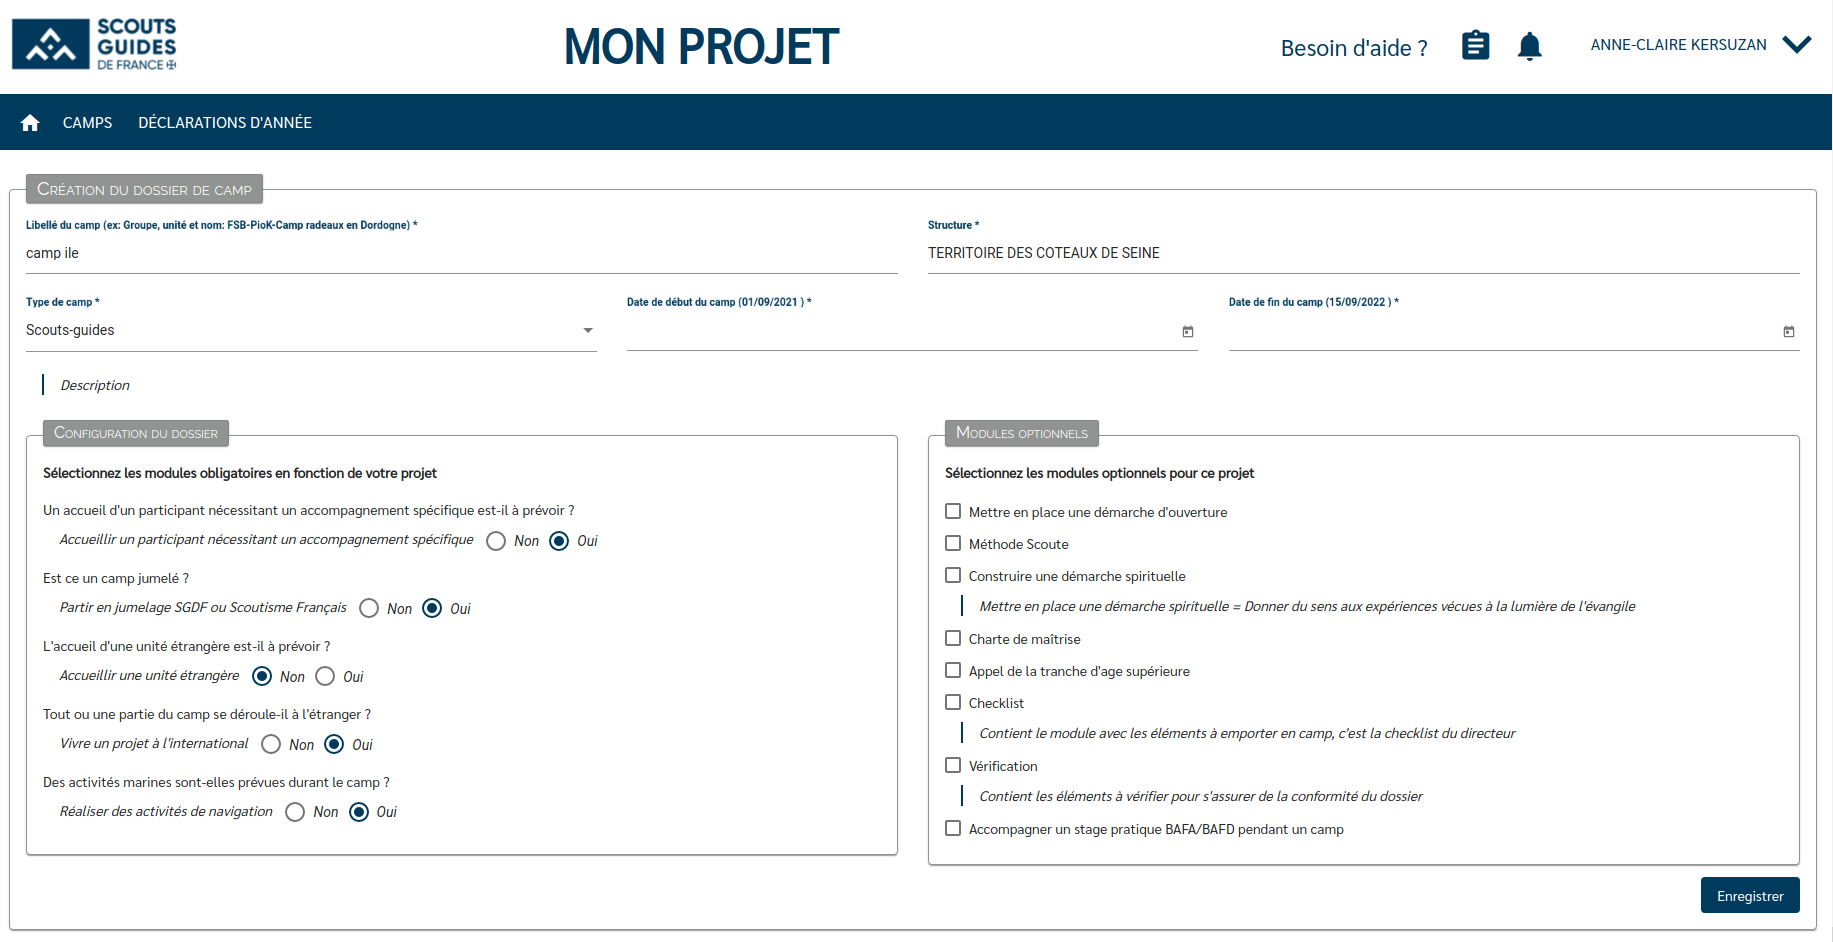 SCOUTS
GUIDES
DE FRANCE
MON PROJET
Besoin d'aide ?
ANNE-CLAIRE KERSUZAN
CAMPS
DÉCLARATIONS D'ANNÉE
Création du dossier de camp
Libellé du camp (ex: Groupe, unité et nom: FSB-PioK-Camp radeaux en Dordogne) *
Structure *
camp ile
TERRITOIRE DES COTEAUX DE SEINE
Type de camp *
Date de début du camp (01/09/2021 ) *
Date de fin du camp (15/09/2022 ) *
Scouts-guides
Description
Configuration du dossier
Sélectionnez les modules obligatoires en fonction de votre projet
Un accueil d'un participant nécessitant un accompagnement spécifique est-il à prévoir ?
Accueillir un participant nécessitant un accompagnement spécifique Non Oui
Est ce un camp jumelé ?
Partir en jumelage SGDF ou Scoutisme Français Non Oui
L'accueil d'une unité étrangère est-il à prévoir ?
Accueillir une unité étrangère Non Oui
Tout ou une partie du camp se déroule-il à l'étranger ?
Vivre un projet à l'international Non Oui
Des activités marines sont-elles prévues durant le camp ?
Réaliser des activités de navigation Non Oui
Modules optionnels
Sélectionnez les modules optionnels pour ce projet
Mettre en place une démarche d'ouverture
Méthode Scoute
Construire une démarche spirituelle
Mettre en place une démarche spirituelle = Donner du sens aux expériences vécues à la lumière de l'évangile
Charte de maîtrise
Appel de la tranche d'age supérieure
Checklist
Contient le module avec les éléments à emporter en camp, c'est la checklist du directeur
Vérification
Contient les éléments à vérifier pour s'assurer de la conformité du dossier
Accompagner un stage pratique BAFA/BAFD pendant un camp
Enregistrer